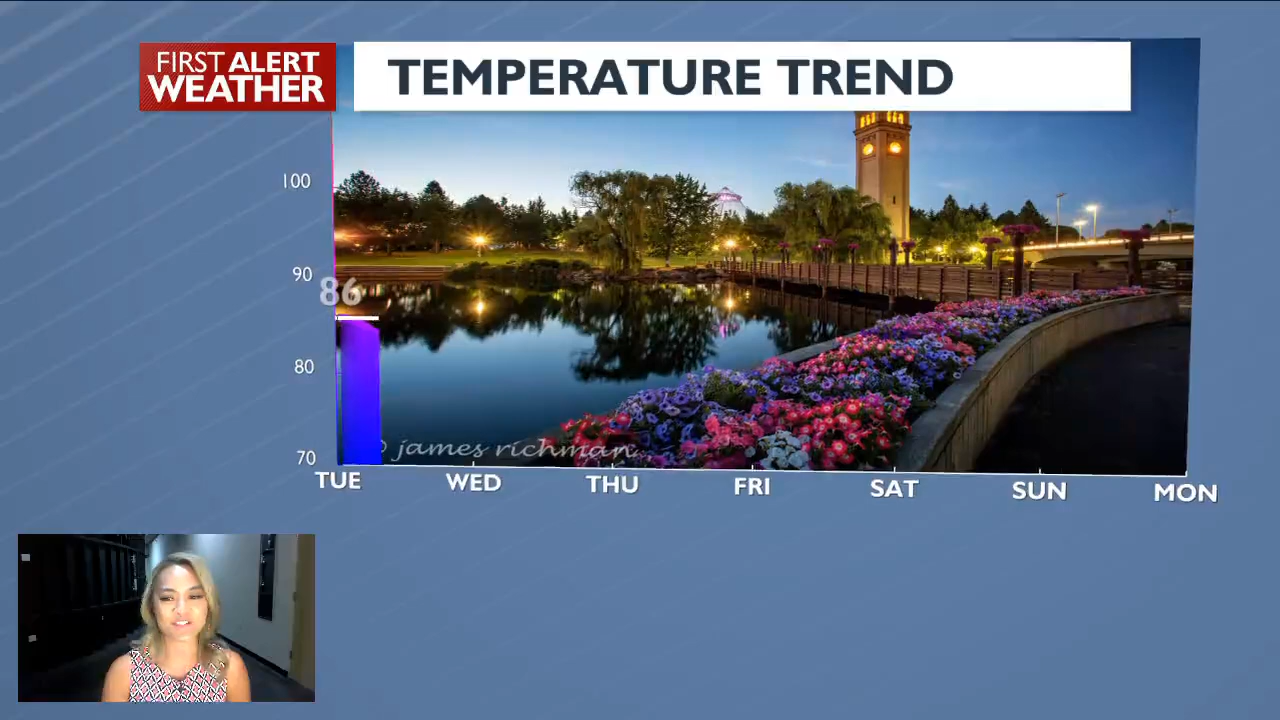 FIRST ALERT
WEATHER
TEMPERATURE TREND
100
90
86
80
70
© james richman
TUE
WED
THU
FRI
SAT
SUN
MON